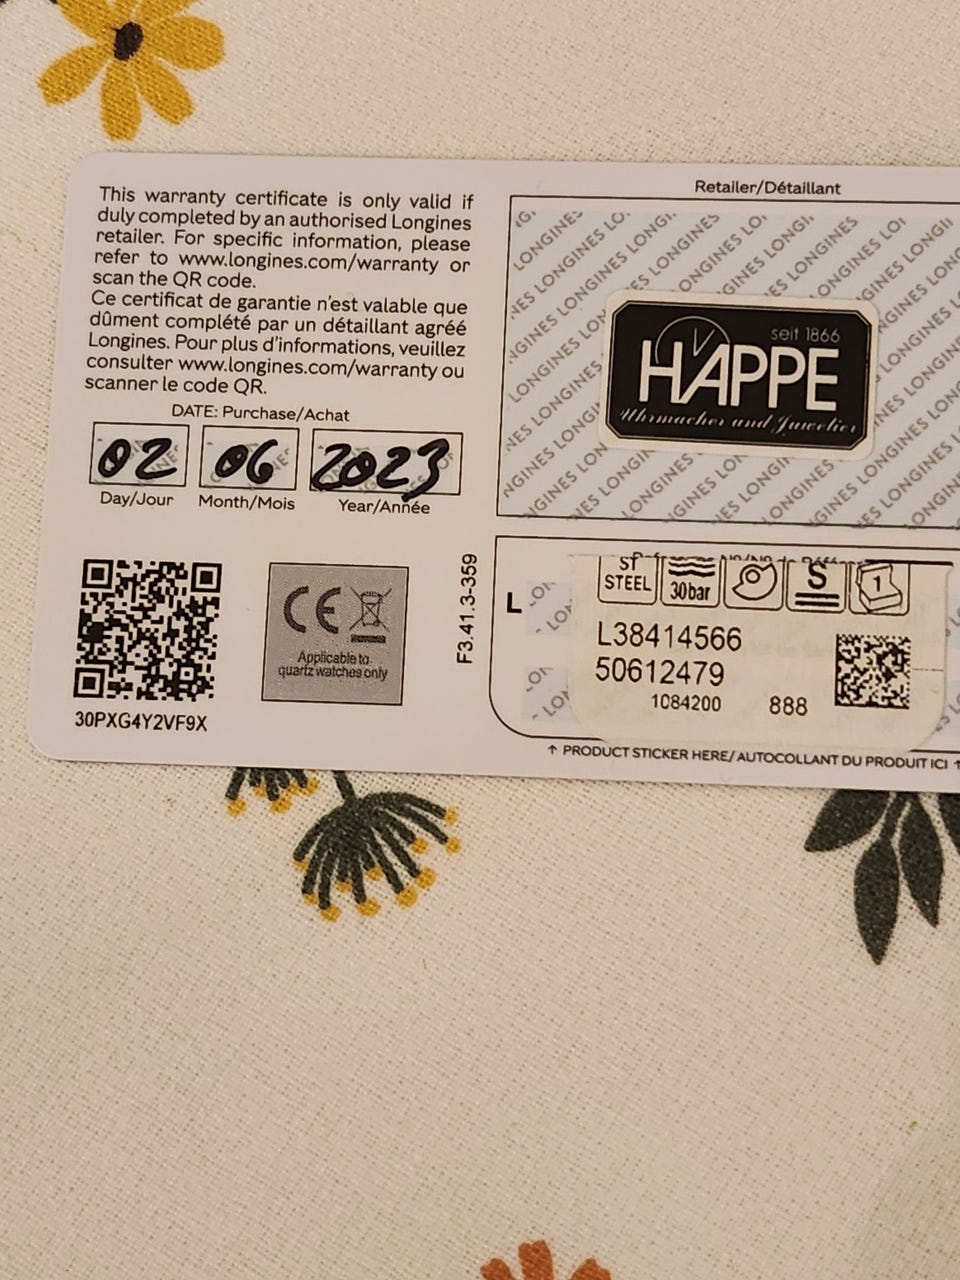 This warranty certificate is only valid if
duly completed by an authorised Longines
retailer. For specific information, please
refer to www.longines.com/warranty or
scan the QR code.
Ce certificat de garantie n'est valable que
dûment complété par un détaillant agréé
Longines. Pour plus d'informations, veuillez
consulter www.longines.com/warranty ou
scanner le code QR.
DATE: Purchase/Achat
02 06 2023
Day/Jour Month/Mois Year/Année
30PXG4Y2VF9X
CE
Applicable to
quartz watches only
F3.41.3-359
Retailer/Détaillant
seit 1866
HAPPE
Uhrmacher und Juwelier
L
STEEL
30bar
S
1
L38414566
50612479
1084200 888
↑ PRODUCT STICKER HERE/AUTOCOLLANT DU PRODUIT ICI ↑